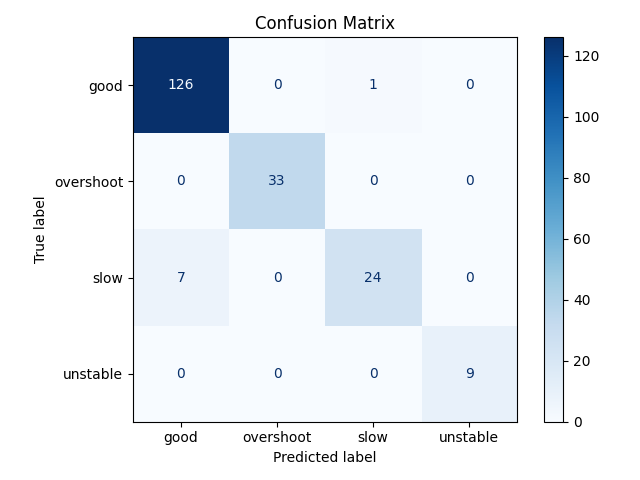 Confusion Matrix
good 126 0 1 0
overshoot 0 33 0 0
slow 7 0 24 0
unstable 0 0 0 9
good overshoot slow unstable
Predicted label
True label
120
100
80
60
40
20
0